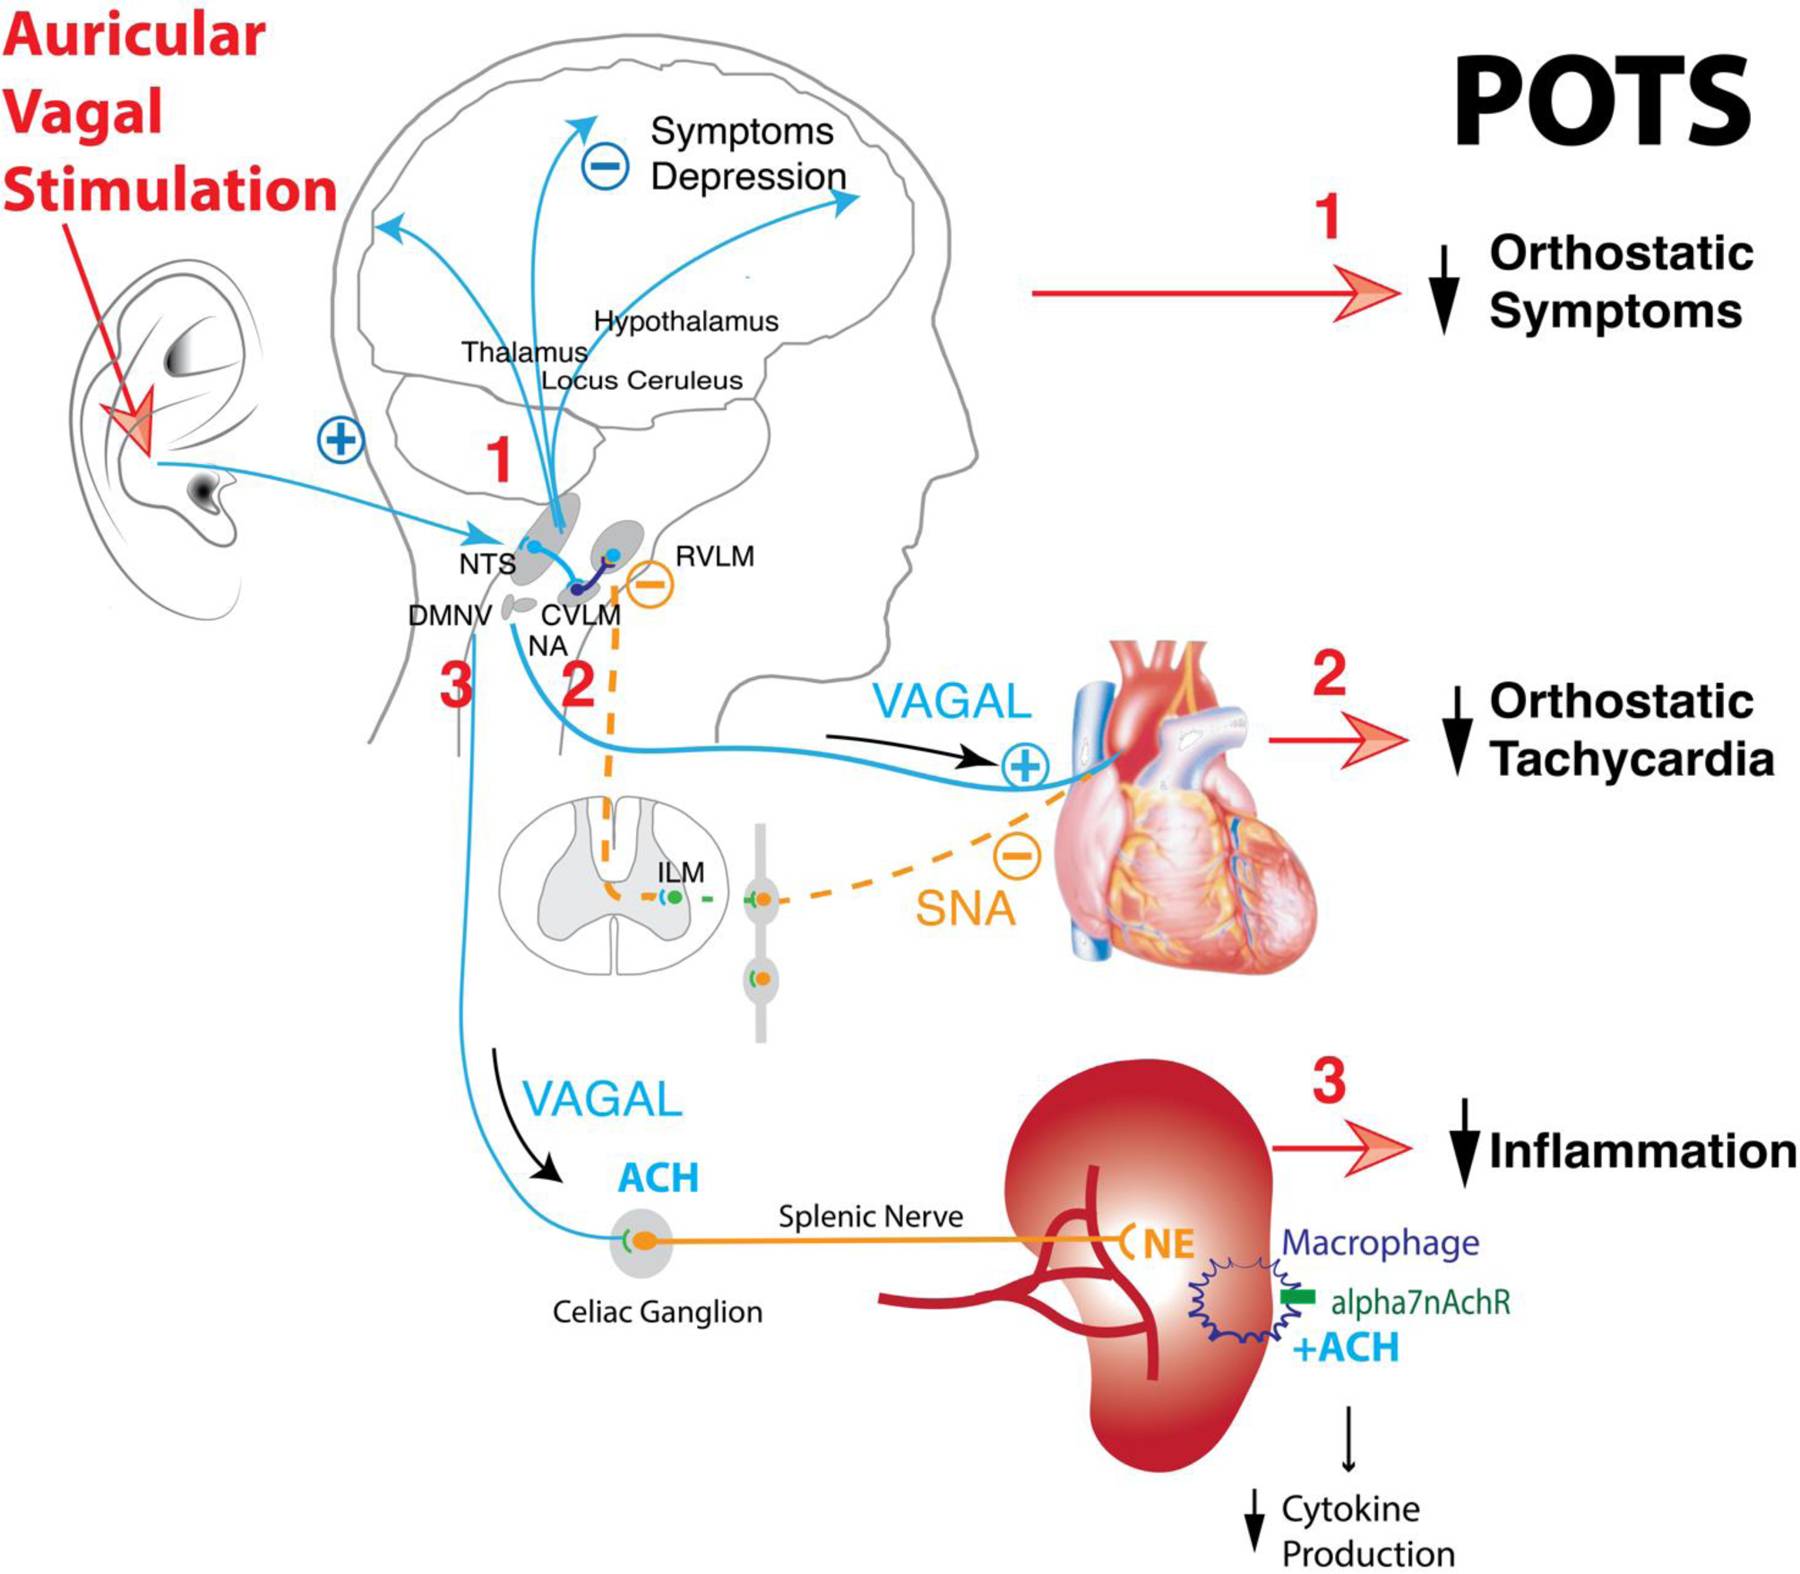 Auricular
Vagal
Stimulation
POTS
Symptoms
Depression
1
Orthostatic
Symptoms
Hypothalamus
Thalamus
Locus Ceruleus
+
1
NTS
RVLM
DMNV
CVLM
NA
3
2
VAGAL
+
2
Orthostatic
Tachycardia
ILM
SNA
VAGAL
ACH
Splenic Nerve
NE
Celiac Ganglion
3
Inflammation
Macrophage
alpha7nAchR
+ACH
Cytokine
Production